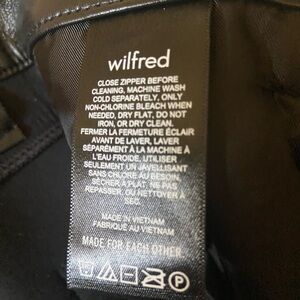 wilfred
CLOSE ZIPPER BEFORE
CLEANING, MACHINE WASH
COLD SEPARATELY, ONLY
NON-CHLORINE BLEACH WHEN
NEEDED, DRY FLAT, DO NOT
IRON, OR DRY CLEAN.
FERMER LA FERMETURE ÉCLAIR
AVANT DE LAVER, LAVER
SÉPARÉMENT À LA MACHINE À
L'EAU FROIDE, UTILISER
SEULEMENT UN JAVELLISANT
SANS CHLORE AU BESOIN,
SÉCHER À PLAT, NE PAS
REPASSER, OU NETTOYER À
SEC.
MADE IN VIETNAM
FABRIQUÉ AU VIETNAM
MADE FOR EACH OTHER
P